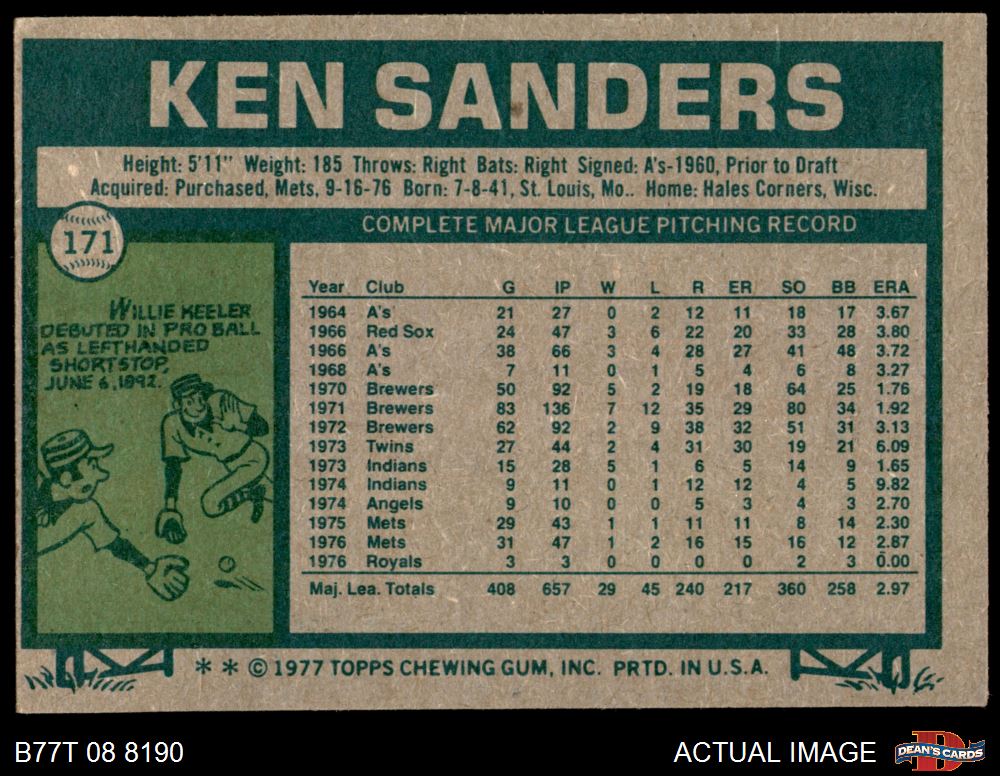 KEN SANDERS
Height: 5'11" Weight: 185 Throws: Right Bats: Right Signed: A's-1960, Prior to Draft
Acquired: Purchased, Mets, 9-16-76 Born: 7-8-41, St. Louis, Mo.. Home: Hales Corners, Wisc.
171
COMPLETE MAJOR LEAGUE PITCHING RECORD
WILLIE KEELER
DEBUTED IN PRO BALL
AS LEFTHANDED
SHORTSTOP,
JUNE 6, 1892.
Year Club G IP W L R ER SO BB ERA
1964 A's 21 27 0 2 12 11 18 17 3.67
1966 Red Sox 24 47 3 6 22 20 33 28 3.80
1966 A's 38 66 3 4 28 27 41 48 3.72
1968 A's 7 11 0 1 5 4 6 8 3.27
1970 Brewers 50 92 5 2 19 18 64 25 1.76
1971 Brewers 83 136 7 12 35 29 80 34 1.92
1972 Brewers 62 92 2 9 38 32 51 31 3.13
1973 Twins 27 44 2 4 31 30 19 21 6.09
1973 Indians 15 28 5 1 6 5 14 9 1.65
1974 Indians 9 11 0 1 12 12 4 5 9.82
1974 Angels 9 10 0 0 5 3 4 3 2.70
1975 Mets 29 43 1 1 11 11 8 14 2.30
1976 Mets 31 47 1 2 16 15 16 12 2.87
1976 Royals 3 3 0 0 0 0 2 3 0.00
Maj. Lea. Totals 408 657 29 45 240 217 360 258 2.97
* * © 1977 TOPPS CHEWING GUM, INC. PRTD. IN U.S.A.
B77T 08 8190
ACTUAL IMAGE
DEAN'S CARDS